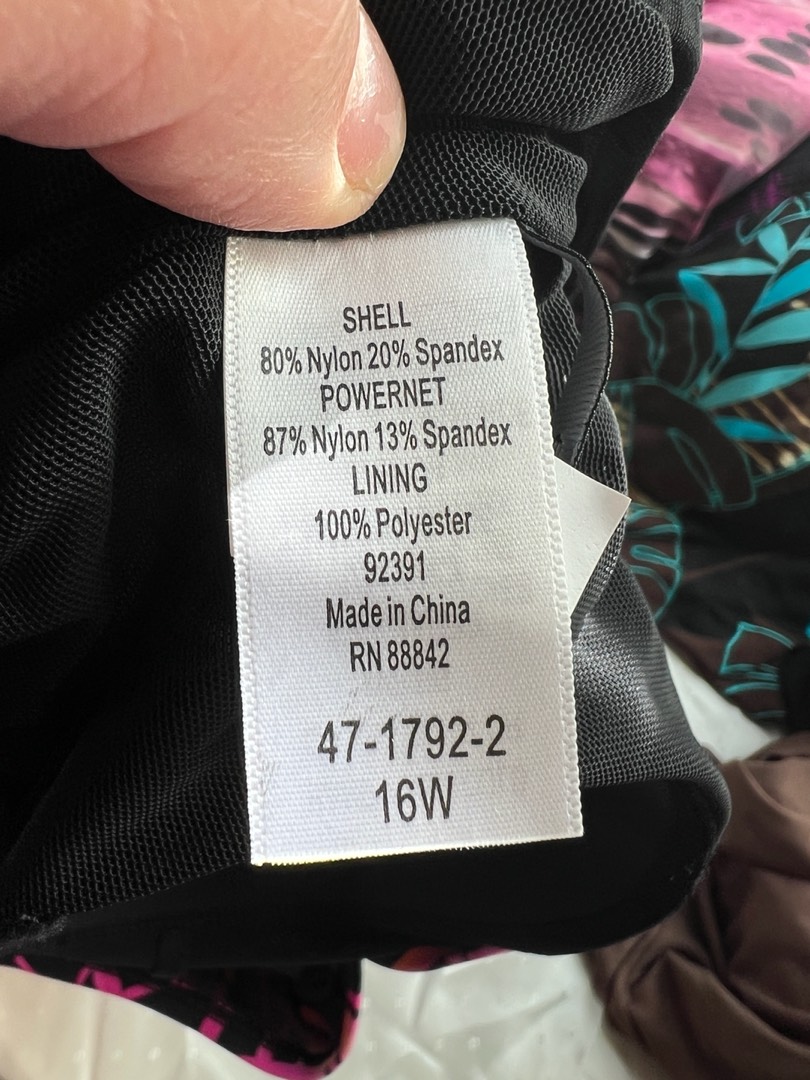 SHELL
80% Nylon 20% Spandex
POWERNET
87% Nylon 13% Spandex
LINING
100% Polyester
92391
Made in China
RN 88842
47-1792-2
16W